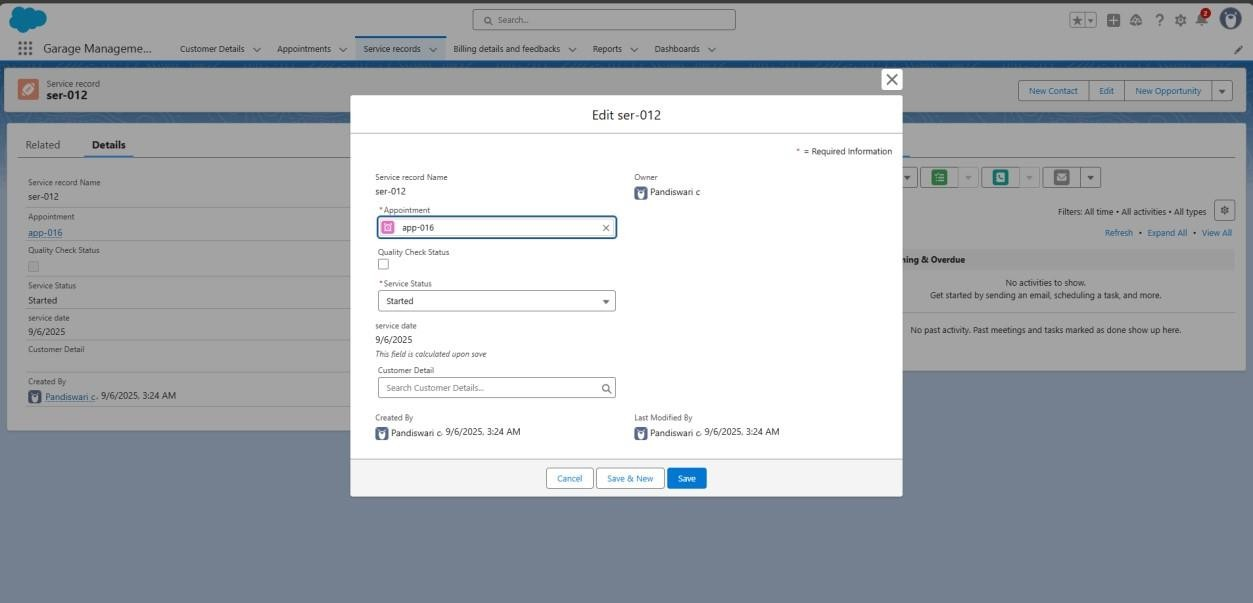 Search...
2
Garage Manageme...
Customer Details
Appointments
Service records
Billing details and feedbacks
Reports
Dashboards
Service record
ser-012
New Contact
Edit
New Opportunity
Related
Details
Service record Name
ser-012
Appointment
app-016
Quality Check Status
Service Status
Started
service date
9/6/2025
Customer Detail
Created By
Pandiswari c, 9/6/2025, 3:24 AM
Edit ser-012
* = Required Information
Service record Name
ser-012
Owner
Pandiswari c
*Appointment
app-016
Quality Check Status
*Service Status
Started
service date
9/6/2025
This field is calculated upon save
Customer Detail
Search Customer Details...
Created By
Pandiswari c, 9/6/2025, 3:24 AM
Last Modified By
Pandiswari c, 9/6/2025, 3:24 AM
Cancel
Save & New
Save
Filters: All time • All activities • All types
Refresh • Expand All • View All
& Overdue
No activities to show.
Get started by sending an email, scheduling a task, and more.
No past activity. Past meetings and tasks marked as done show up here.